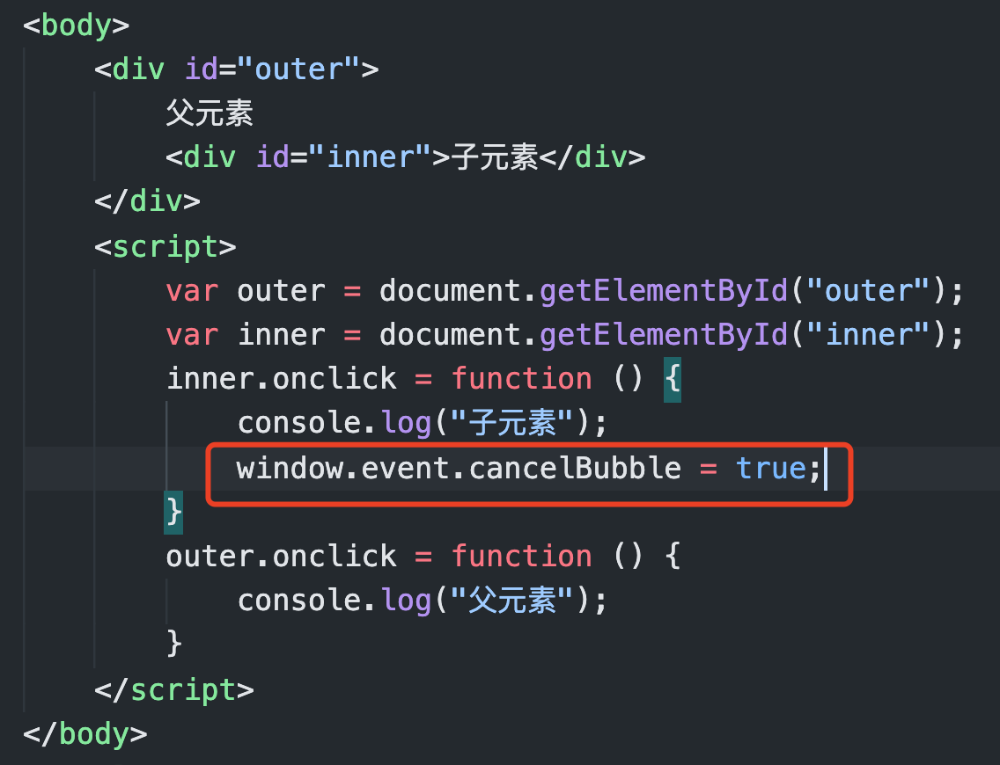 <body>
<div id="outer">
父元素
<div id="inner">子元素</div>
</div>
<script>
var outer = document.getElementById("outer");
var inner = document.getElementById("inner");
inner.onclick = function () {
console.log("子元素");
window.event.cancelBubble = true;
}
outer.onclick = function () {
console.log("父元素");
}
</script>
</body>